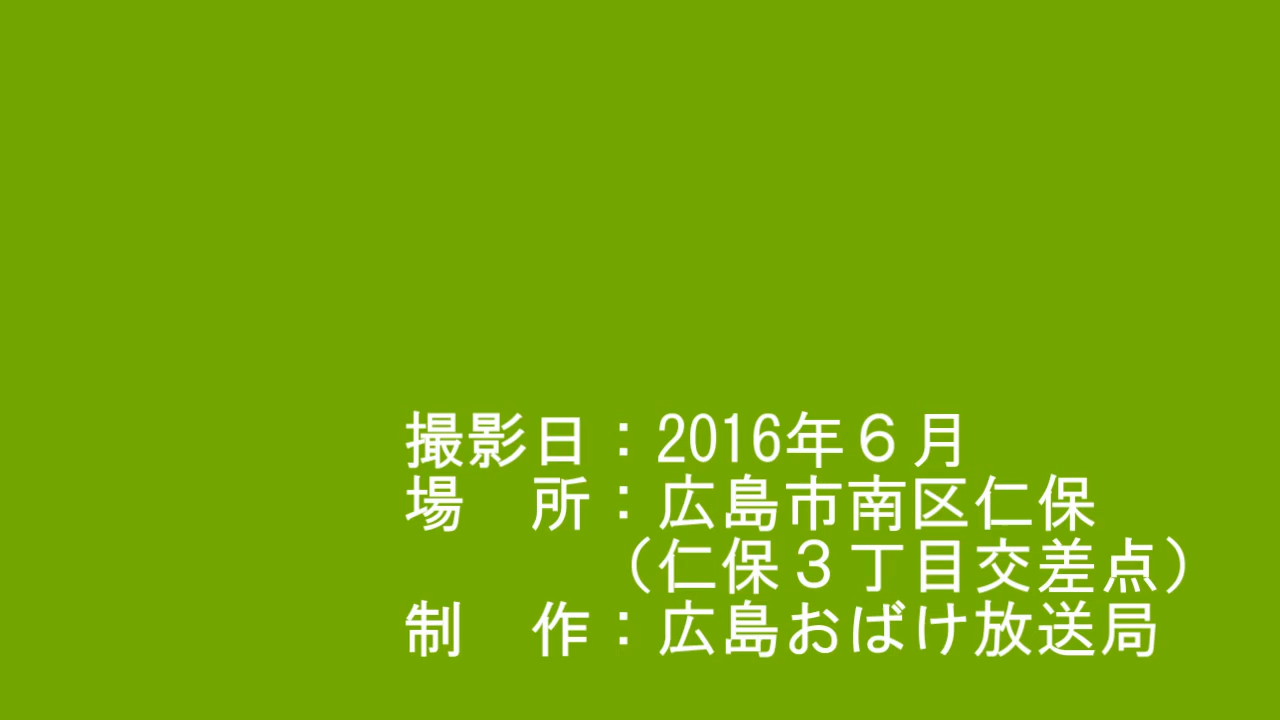 撮影日：2016年６月
場　所：広島市南区仁保
（仁保３丁目交差点）
制　作：広島おばけ放送局